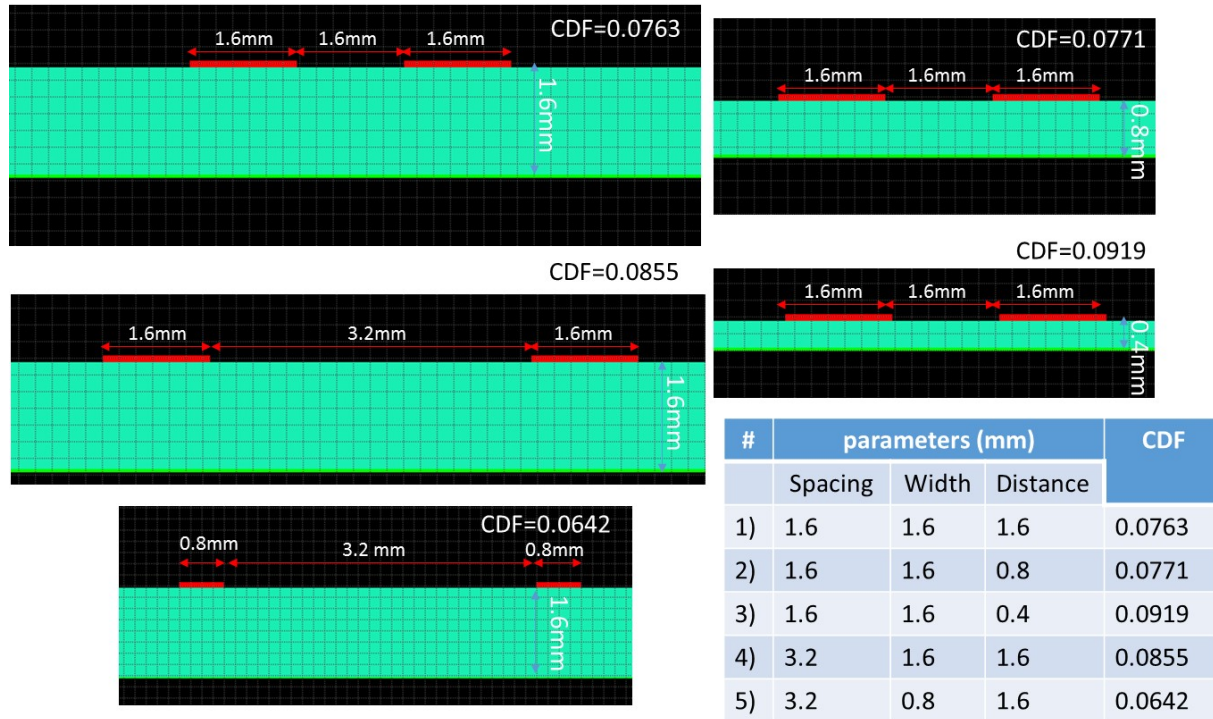 CDF=0.0763
1.6mm 1.6mm 1.6mm
1.6mm
CDF=0.0771
1.6mm 1.6mm 1.6mm
0.8mm
CDF=0.0855
1.6mm 3.2mm 1.6mm
1.6mm
CDF=0.0919
1.6mm 1.6mm 1.6mm
0.4mm
CDF=0.0642
0.8mm 3.2 mm 0.8mm
1.6mm
# parameters (mm) CDF
Spacing Width Distance
1) 1.6 1.6 1.6 0.0763
2) 1.6 1.6 0.8 0.0771
3) 1.6 1.6 0.4 0.0919
4) 3.2 1.6 1.6 0.0855
5) 3.2 0.8 1.6 0.0642